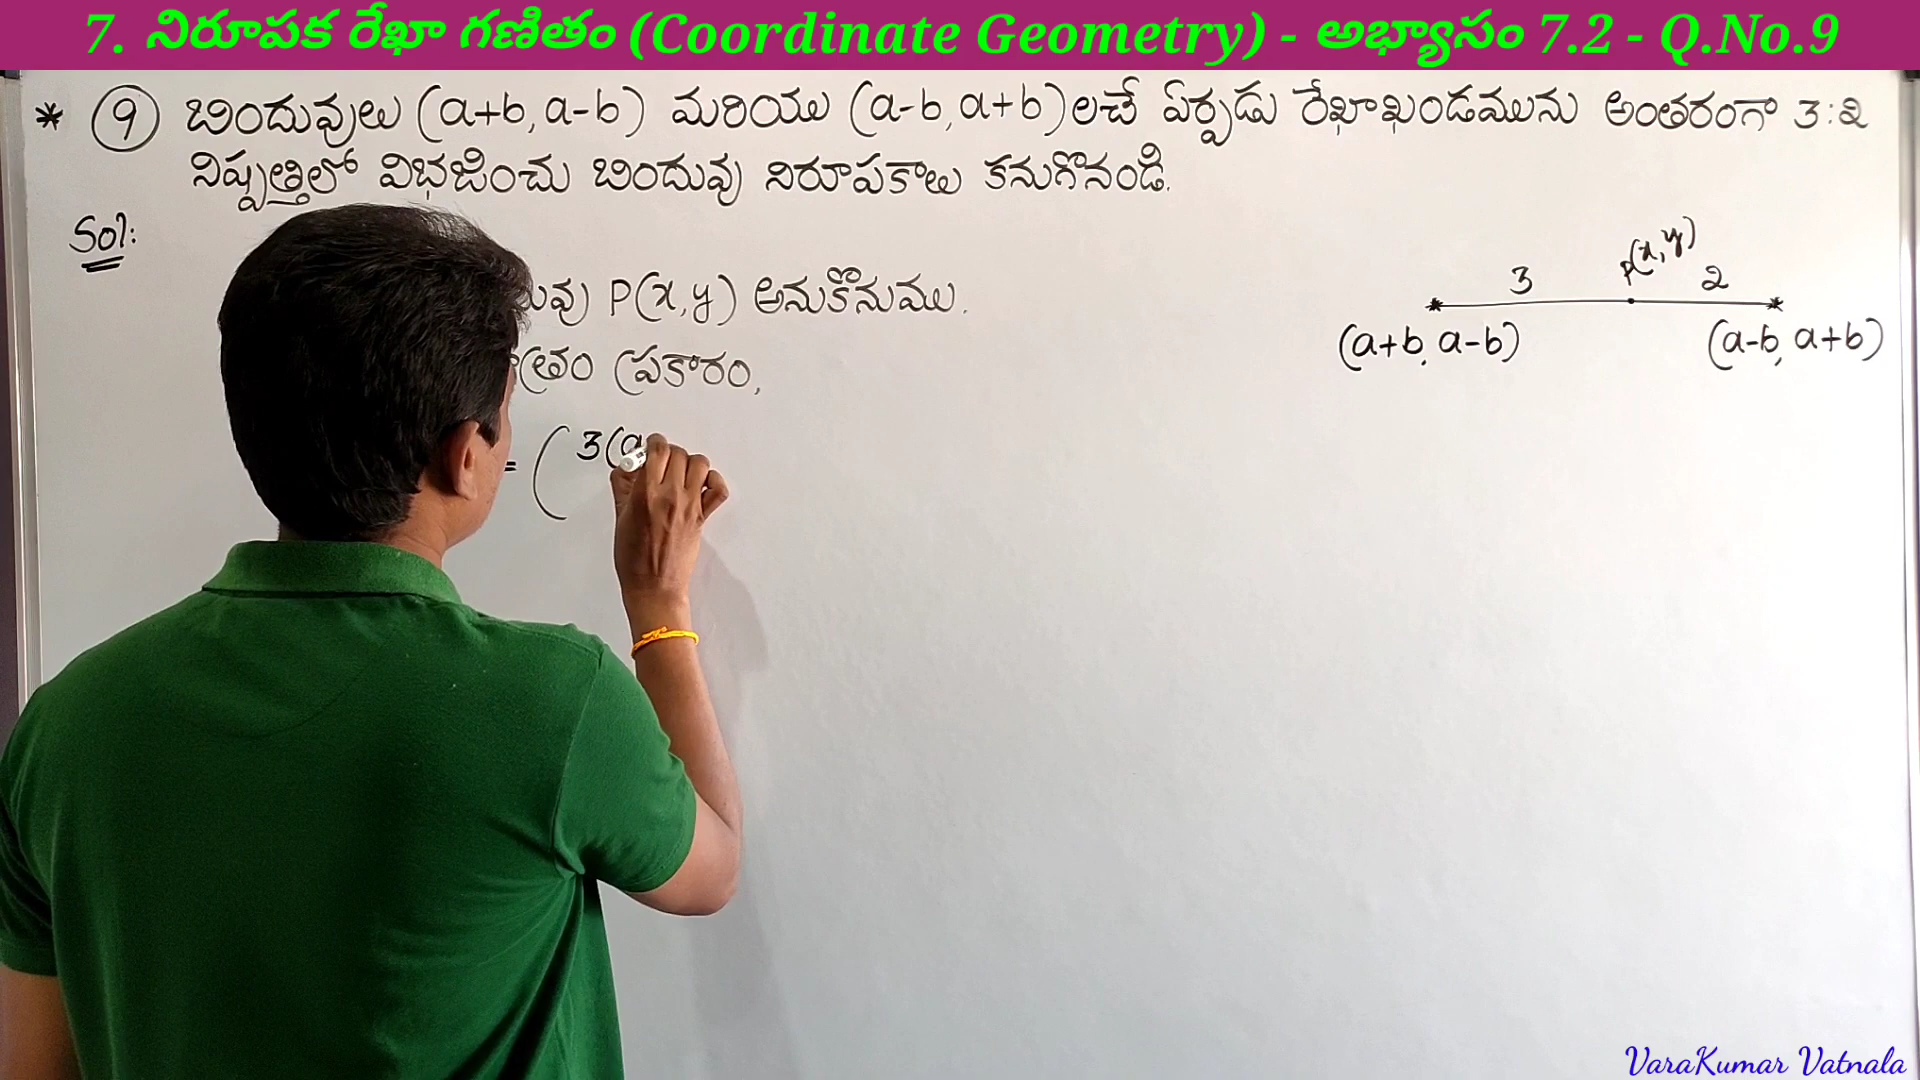 7. నిరూపక రేఖా గణితం (Coordinate Geometry) - అభ్యాసం 7.2 - Q.No.9
* 9 బిందువులు (a+b, a-b) మరియు (a-b, a+b) లచే ఏర్పడు రేఖాఖండమును అంతరంగా 3:2
నిష్పత్తిలో విభజించు బిందువు నిరూపకాలు కనుగొనండి.
Sol:
P(x,y) అనుకొనుము.
ప్రకారం,
= ( 3(a
P(x,y)
3 2
(a+b, a-b) (a-b, a+b)
VaraKumar Vatnala